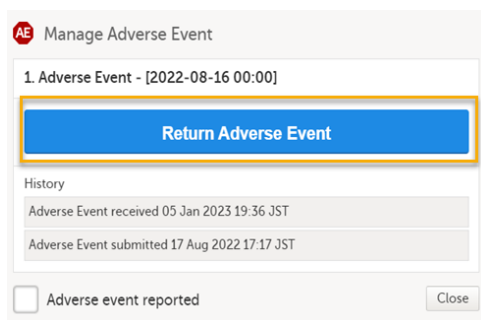 AE Manage Adverse Event
1. Adverse Event - [2022-08-16 00:00]
Return Adverse Event
History
Adverse Event received 05 Jan 2023 19:36 JST
Adverse Event submitted 17 Aug 2022 17:17 JST
Adverse event reported
Close